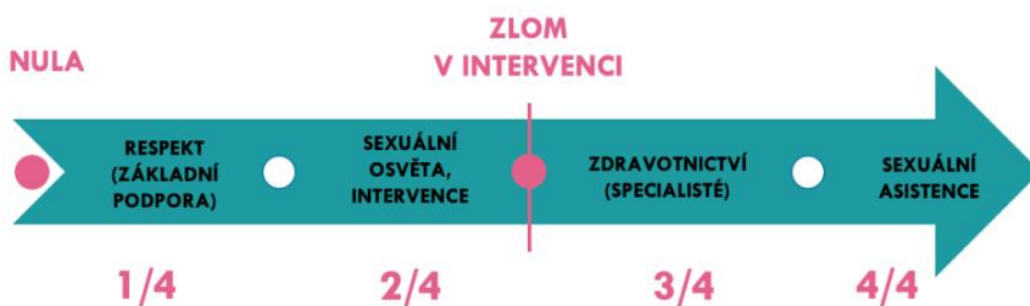 NULA
ZLOM
V INTERVENCI
RESPEKT
(ZÁKLADNÍ
PODPORA)
SEXUÁLNÍ
OSVĚTA,
INTERVENCE
ZDRAVOTNICTVÍ
(SPECIALISTÉ)
SEXUÁLNÍ
ASISTENCE
1/4
2/4
3/4
4/4